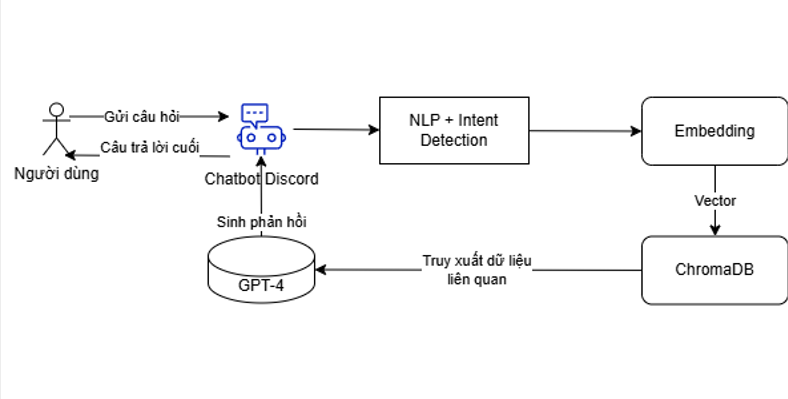 Gửi câu hỏi
Câu trả lời cuối
Người dùng
Chatbot Discord
NLP + Intent
Detection
Embedding
Vector
ChromaDB
Truy xuất dữ liệu
liên quan
GPT-4
Sinh phản hồi